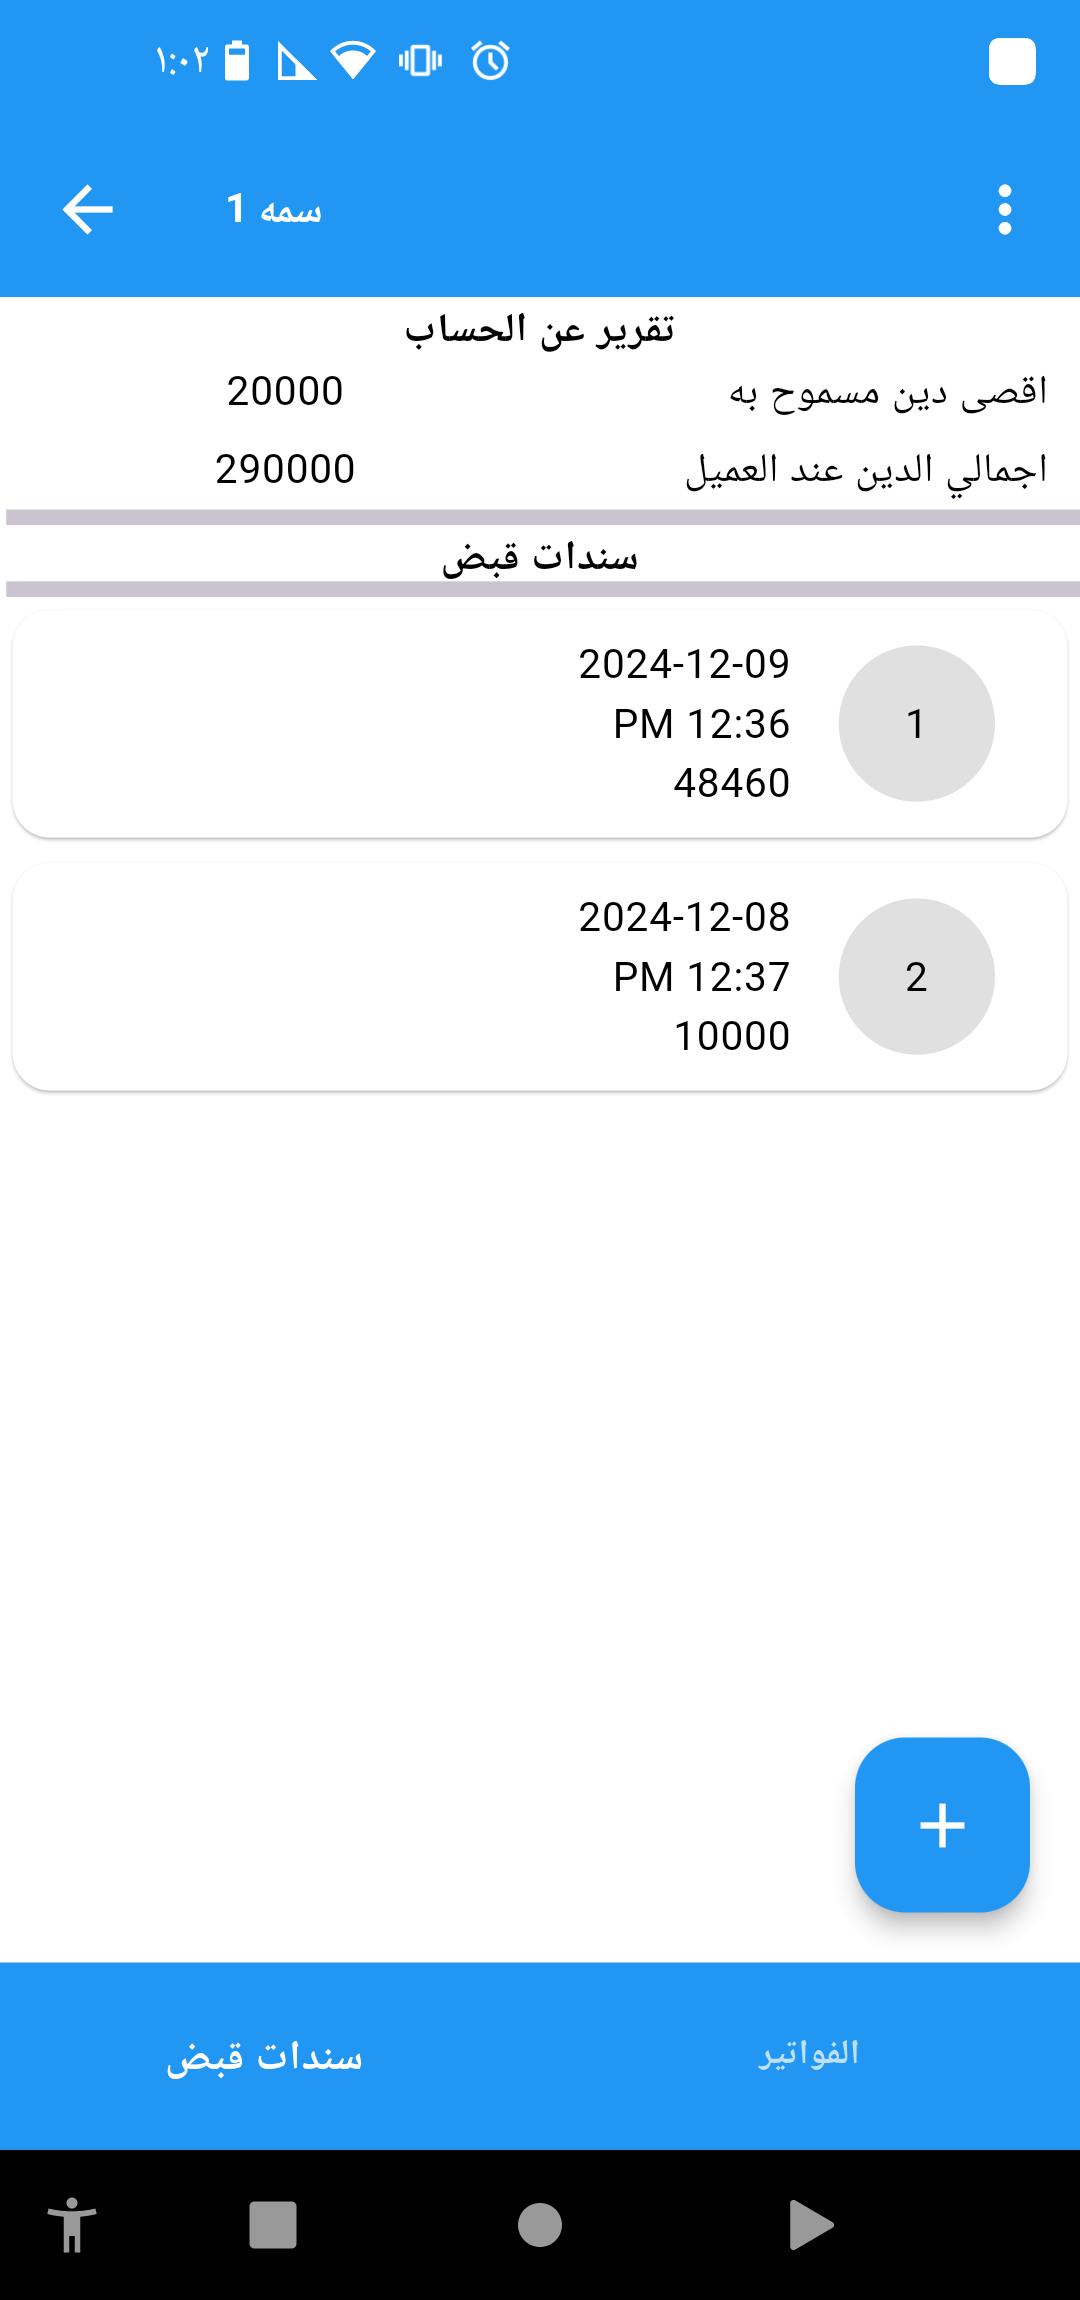 ١:٠٢
سمه 1
تقرير عن الحساب
اقصى دين مسموح به 20000
اجمالي الدين عند العميل 290000
سندات قبض
1
2024-12-09
PM 12:36
48460
2
2024-12-08
PM 12:37
10000
الفواتير
سندات قبض